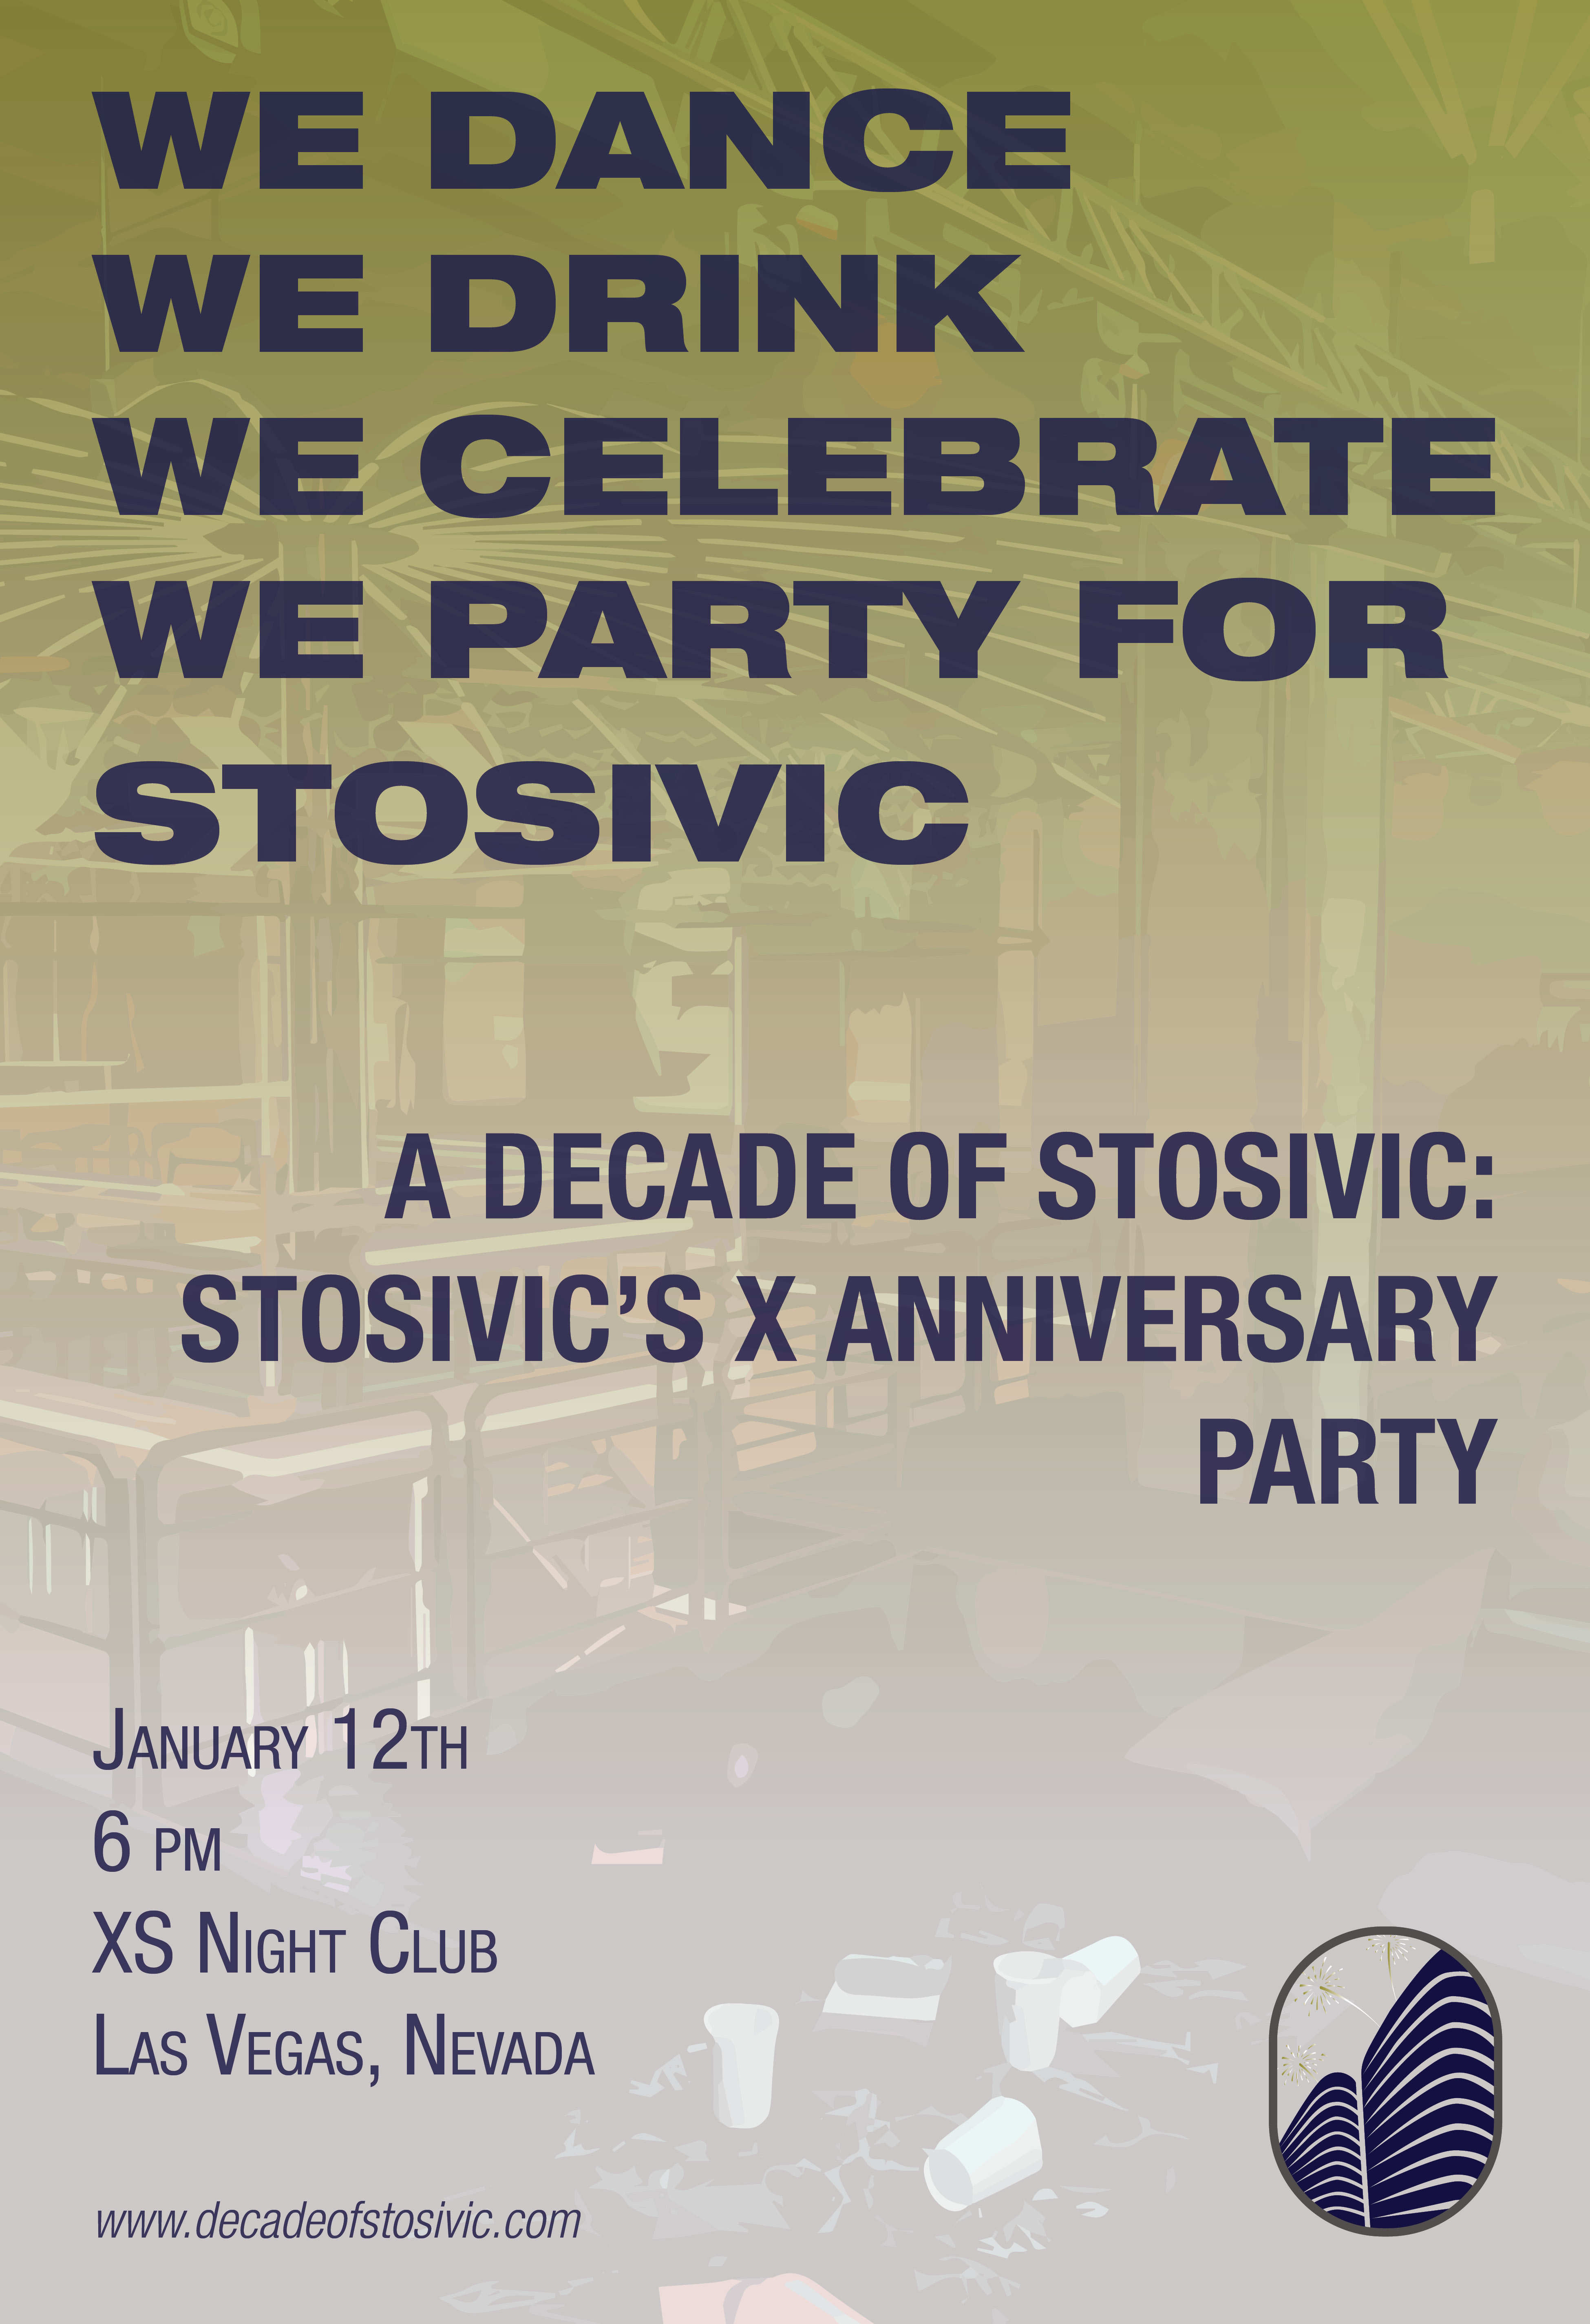 WE DANCE
WE DRINK
WE CELEBRATE
WE PARTY FOR
STOSIVIC
A DECADE OF STOSIVIC:
STOSIVIC’S X ANNIVERSARY
PARTY
January 12th
6 pm
XS Night Club
Las Vegas, Nevada
www.decadeofstosivic.com